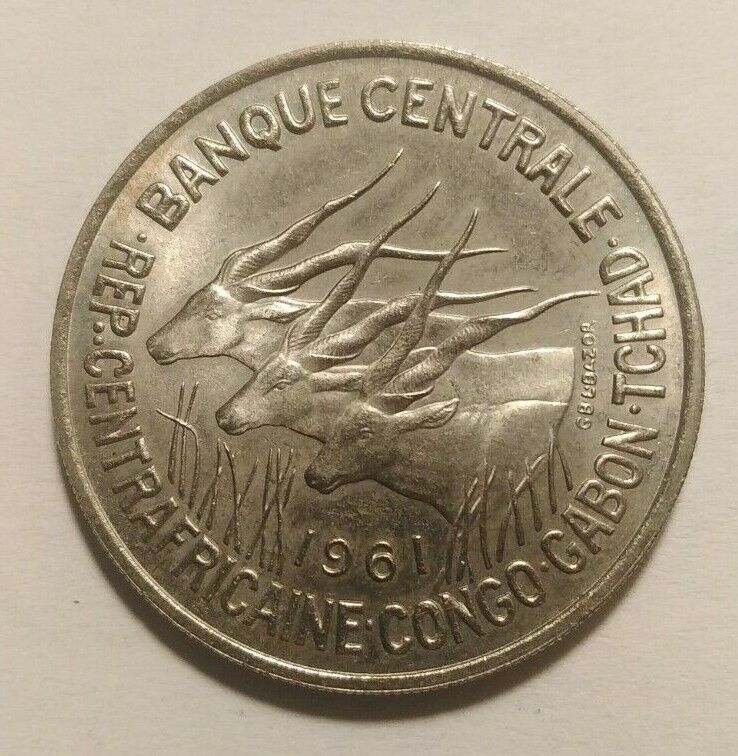 BANQUE CENTRALE
· REP.. CENTRAFRICAINE · CONGO · GABON · TCHAD ·
G B L BAZOR
1961